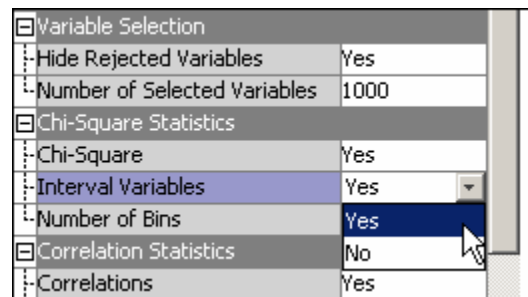 Variable Selection
Hide Rejected Variables Yes
Number of Selected Variables 1000
Chi-Square Statistics
Chi-Square Yes
Interval Variables Yes
Number of Bins Yes
Correlation Statistics No
Correlations Yes